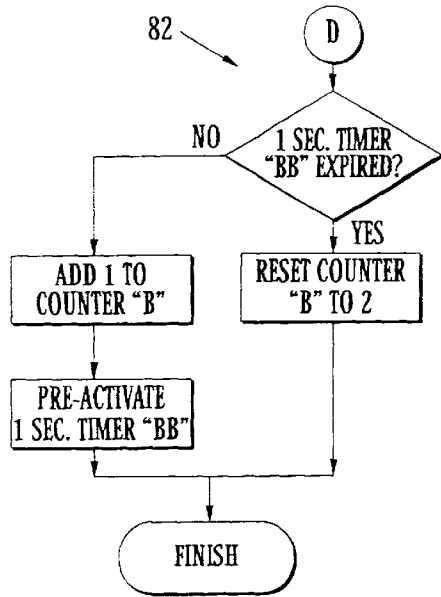 82
D
1 SEC. TIMER
"BB" EXPIRED?
NO
YES
ADD 1 TO
COUNTER "B"
RESET COUNTER
"B" TO 2
PRE-ACTIVATE
1 SEC. TIMER "BB"
FINISH